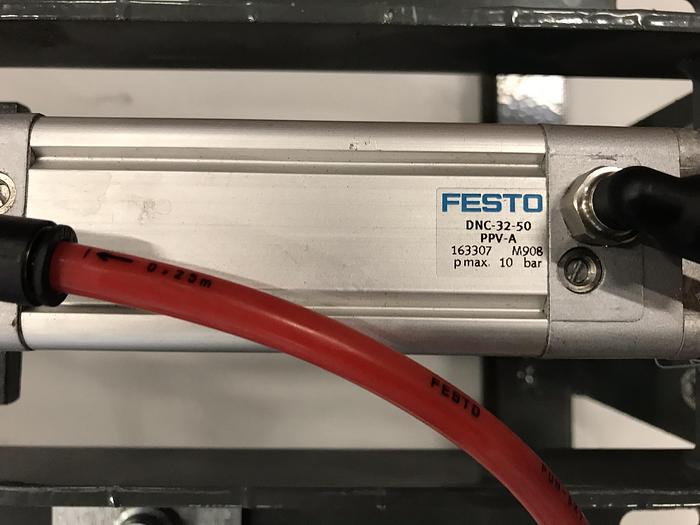 FESTO
DNC-32-50
PPV-A
163307 M908
p max. 10 bar
0,25m
FESTO